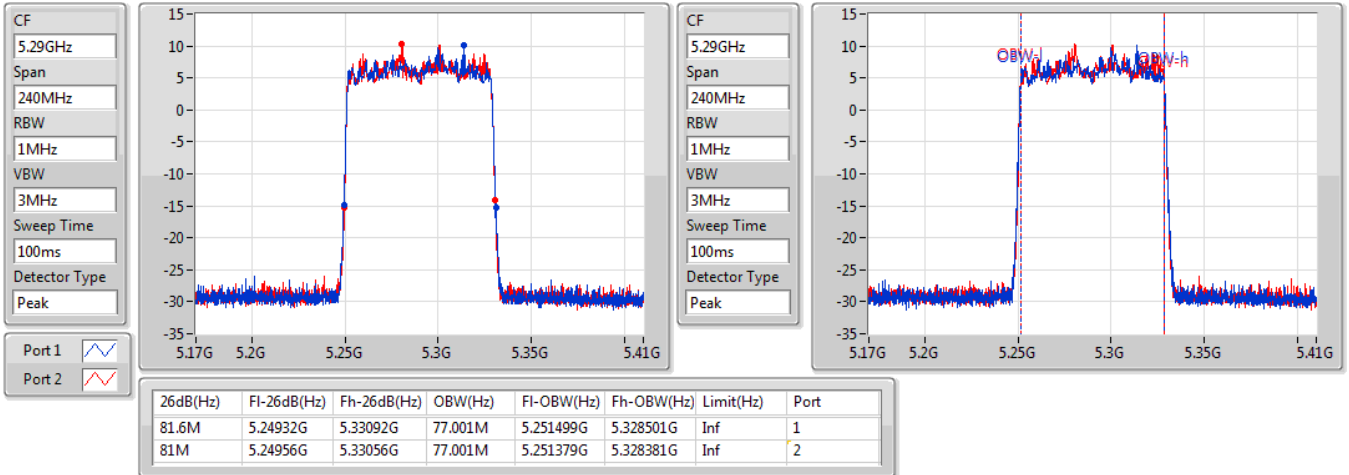 CF
5.29GHz
Span
240MHz
RBW
1MHz
VBW
3MHz
Sweep Time
100ms
Detector Type
Peak
Port 1
Port 2
15
10
5
0
-5
-10
-15
-20
-25
-30
-35
5.17G 5.2G 5.25G 5.3G 5.35G 5.41G
CF
5.29GHz
Span
240MHz
RBW
1MHz
VBW
3MHz
Sweep Time
100ms
Detector Type
Peak
15
10
5
0
-5
-10
-15
-20
-25
-30
-35
OBW-l OBW-h
5.17G 5.2G 5.25G 5.3G 5.35G 5.41G
26dB(Hz) Fl-26dB(Hz) Fh-26dB(Hz) OBW(Hz) Fl-OBW(Hz) Fh-OBW(Hz) Limit(Hz) Port
81.6M 5.24932G 5.33092G 77.001M 5.251499G 5.328501G Inf 1
81M 5.24956G 5.33056G 77.001M 5.251379G 5.328381G Inf 2